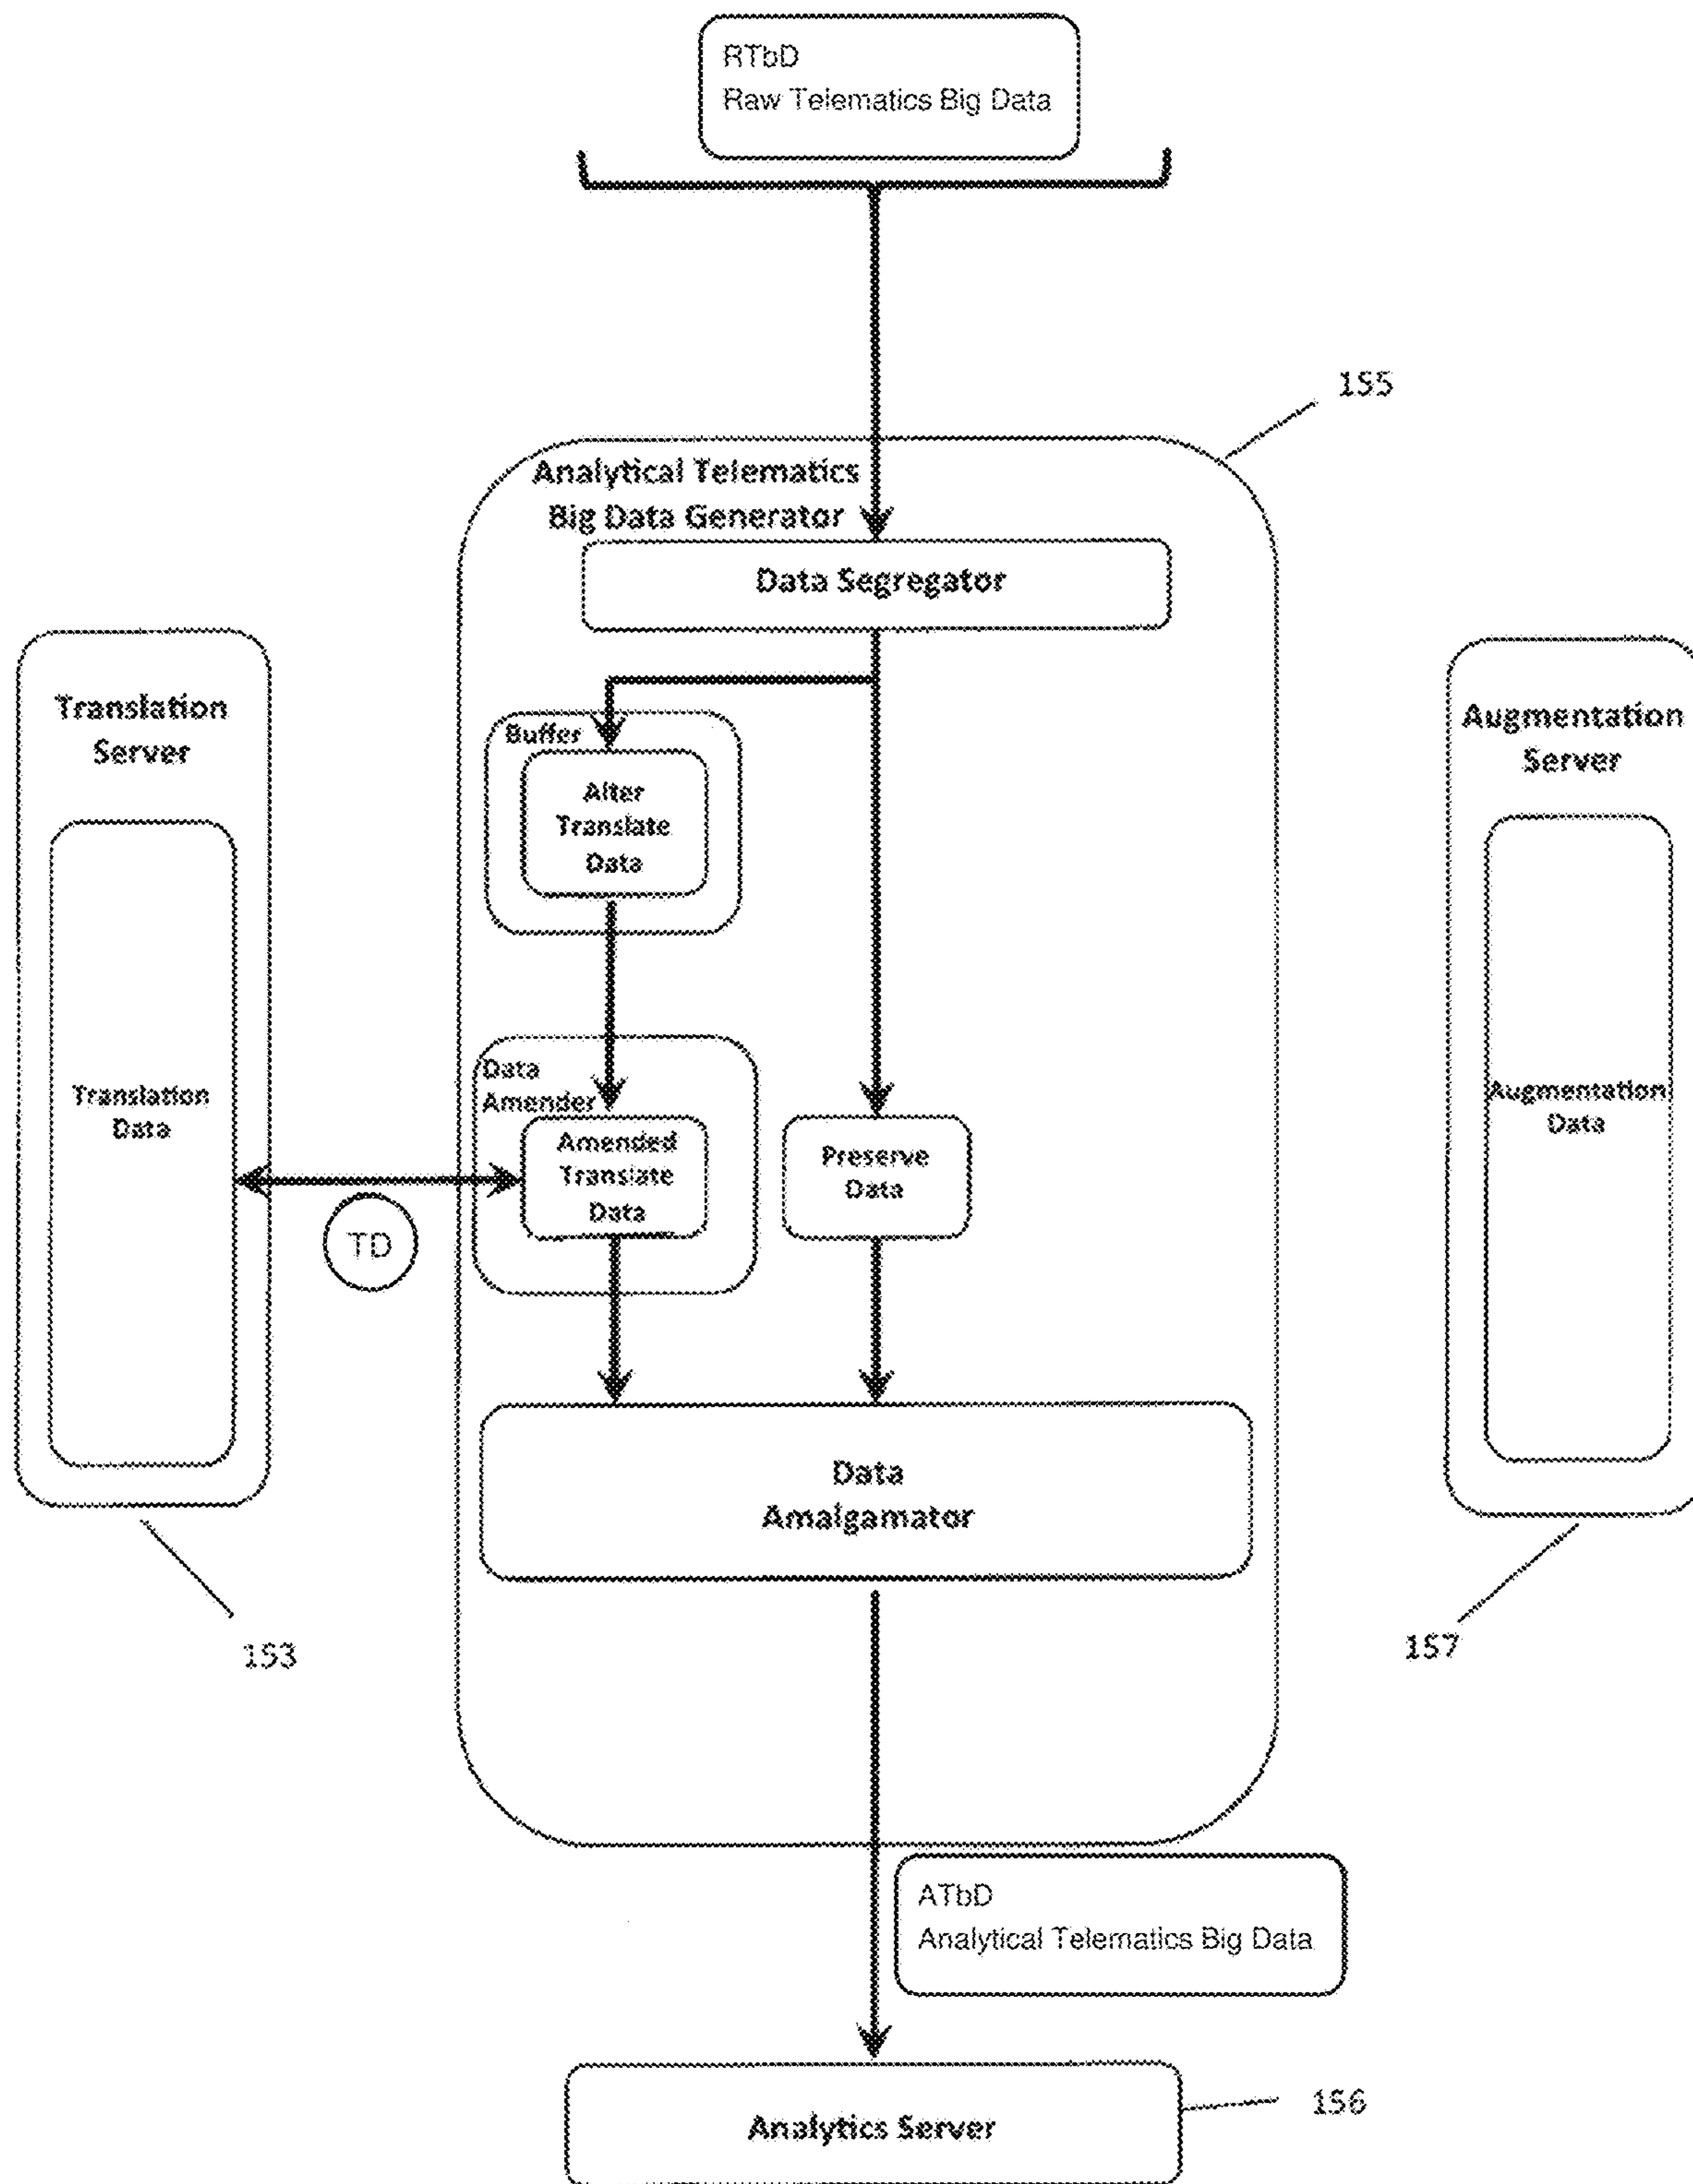 RTbD
Raw Telematics Big Data
155
Analytical Telematics
Big Data Generator
Data Segregator
Translation
Server
Translation
Data
153
Buffer
Alter
Translate
Data
Data
Amender
Amended
Translate
Data
TD
Preserve
Data
Data
Amalgamator
Augmentation
Server
Augmentation
Data
157
ATbD
Analytical Telematics Big Data
Analytics Server
156